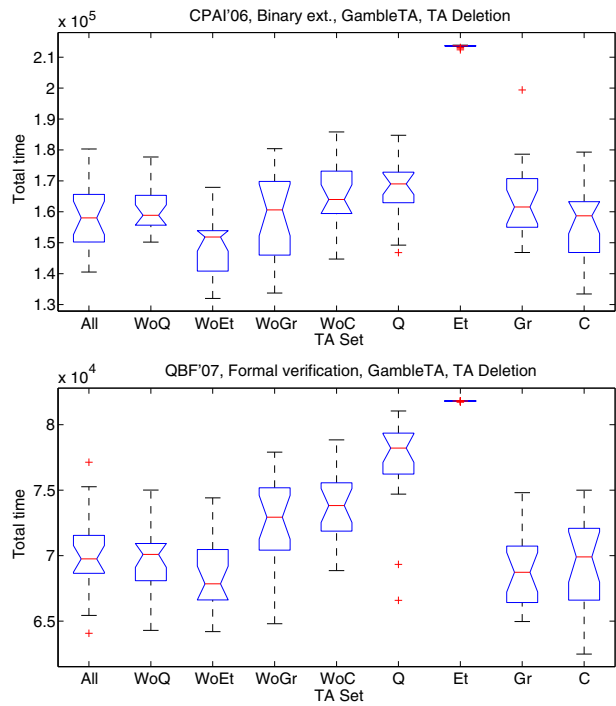 CPAI'06, Binary ext., GambleTA, TA Deletion
x 10^5
2.1
2
1.9
1.8
1.7
1.6
1.5
1.4
1.3
Total time
All WoQ WoEt WoGr WoC Q Et Gr C
TA Set
QBF'07, Formal verification, GambleTA, TA Deletion
x 10^4
8
7.5
7
6.5
Total time
All WoQ WoEt WoGr WoC Q Et Gr C
TA Set